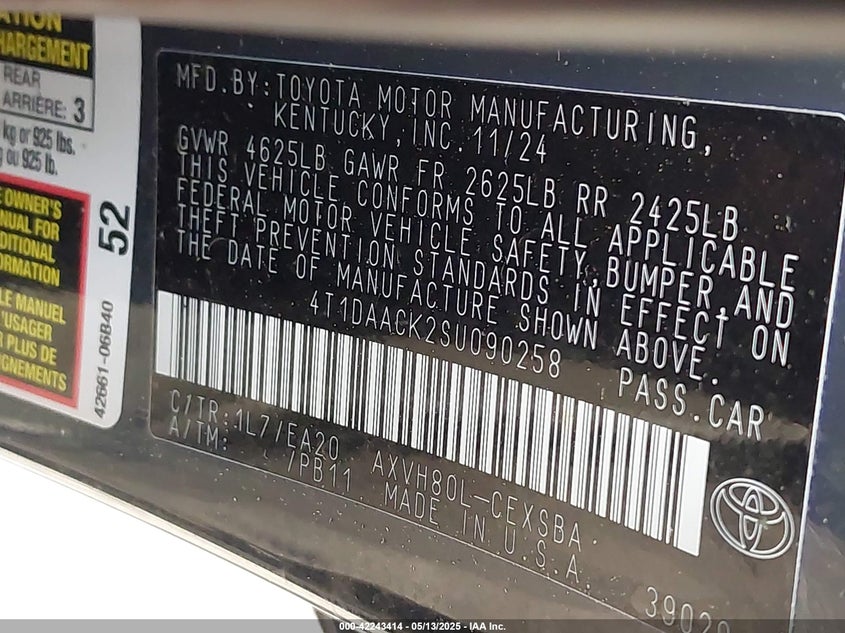 ATION
HARGEMENT
REAR
ARRIÈRE: 3
kg or 925 lbs.
ou 925 lb.
OWNER'S
MANUAL FOR
DDITIONAL
ORMATION
LE MANUEL
L'USAGER
PLUS DE
GNEMENTS
52
42661-06B40
MFD.BY:TOYOTA MOTOR MANUFACTURING,
KENTUCKY,INC.11/24
GVWR 4625LB GAWR FR 2625LB RR 2425LB
THIS VEHICLE CONFORMS TO ALL APPLICABLE
FEDERAL MOTOR VEHICLE SAFETY,BUMPER,AND
THEFT PREVENTION STANDARDS IN EFFECT ON
THE DATE OF MANUFACTURE SHOWN ABOVE.
4T1DAACK2SU090258 PASS.CAR
C/TR:1L7/EA20 AXVH80L-CEXSBA
A/TM: /PB11 MADE IN U.S.A.
000-42243414 - 05/13/2025 - IAA Inc.